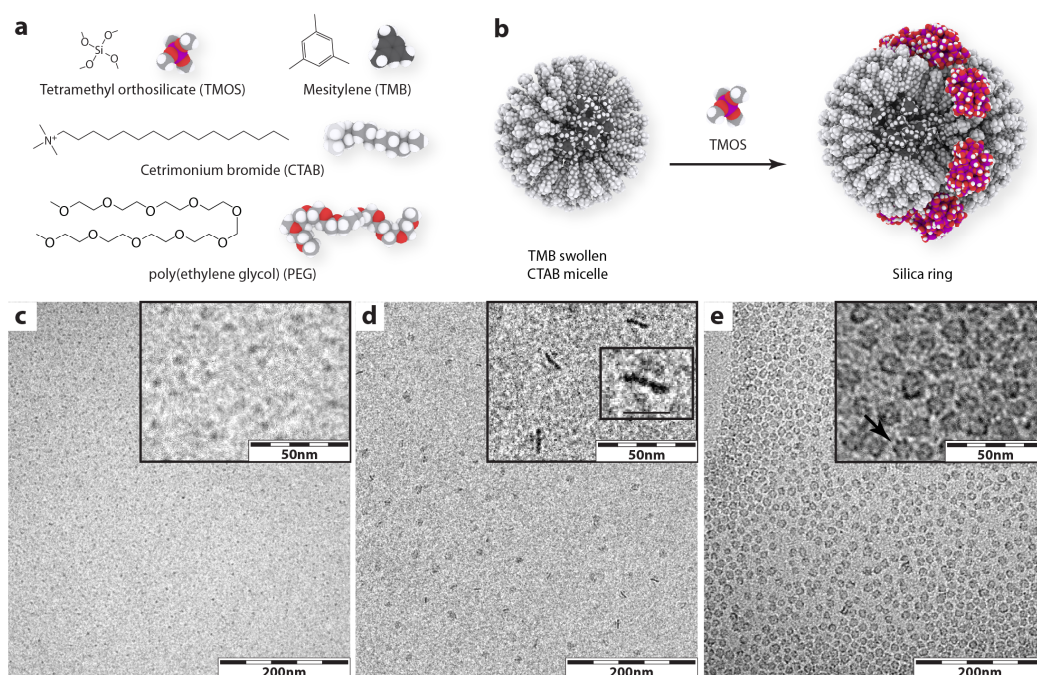 a
Si
O
O
O
O
Tetramethyl orthosilicate (TMOS)
Mesitylene (TMB)
N+
Cetrimonium bromide (CTAB)
O
O
O
O
O
O
O
O
O
O
poly(ethylene glycol) (PEG)
b
TMOS
TMB swollen
CTAB micelle
Silica ring
c
50nm
200nm
d
50nm
200nm
e
50nm
200nm